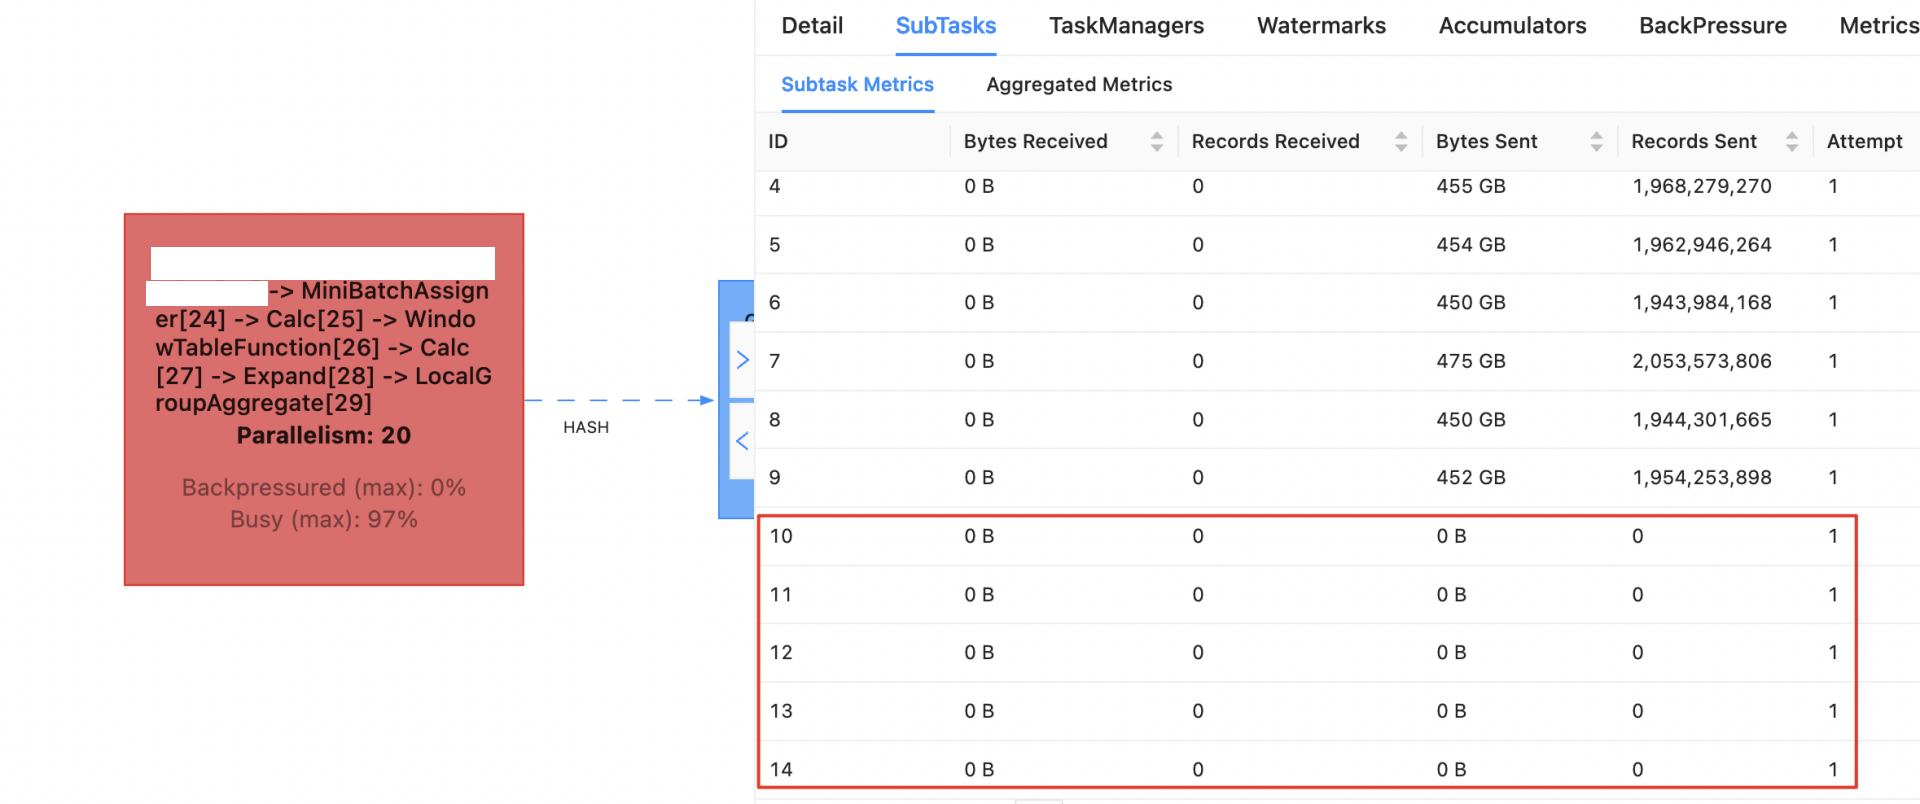 -> MiniBatchAssign
er[24] -> Calc[25] -> Windo
wTableFunction[26] -> Calc
[27] -> Expand[28] -> LocalG
roupAggregate[29]
Parallelism: 20
Backpressured (max): 0%
Busy (max): 97%
HASH
Detail SubTasks TaskManagers Watermarks Accumulators BackPressure Metrics
Subtask Metrics Aggregated Metrics
ID Bytes Received Records Received Bytes Sent Records Sent Attempt
4 0 B 0 455 GB 1,968,279,270 1
5 0 B 0 454 GB 1,962,946,264 1
6 0 B 0 450 GB 1,943,984,168 1
7 0 B 0 475 GB 2,053,573,806 1
8 0 B 0 450 GB 1,944,301,665 1
9 0 B 0 452 GB 1,954,253,898 1
10 0 B 0 0 B 0 1
11 0 B 0 0 B 0 1
12 0 B 0 0 B 0 1
13 0 B 0 0 B 0 1
14 0 B 0 0 B 0 1